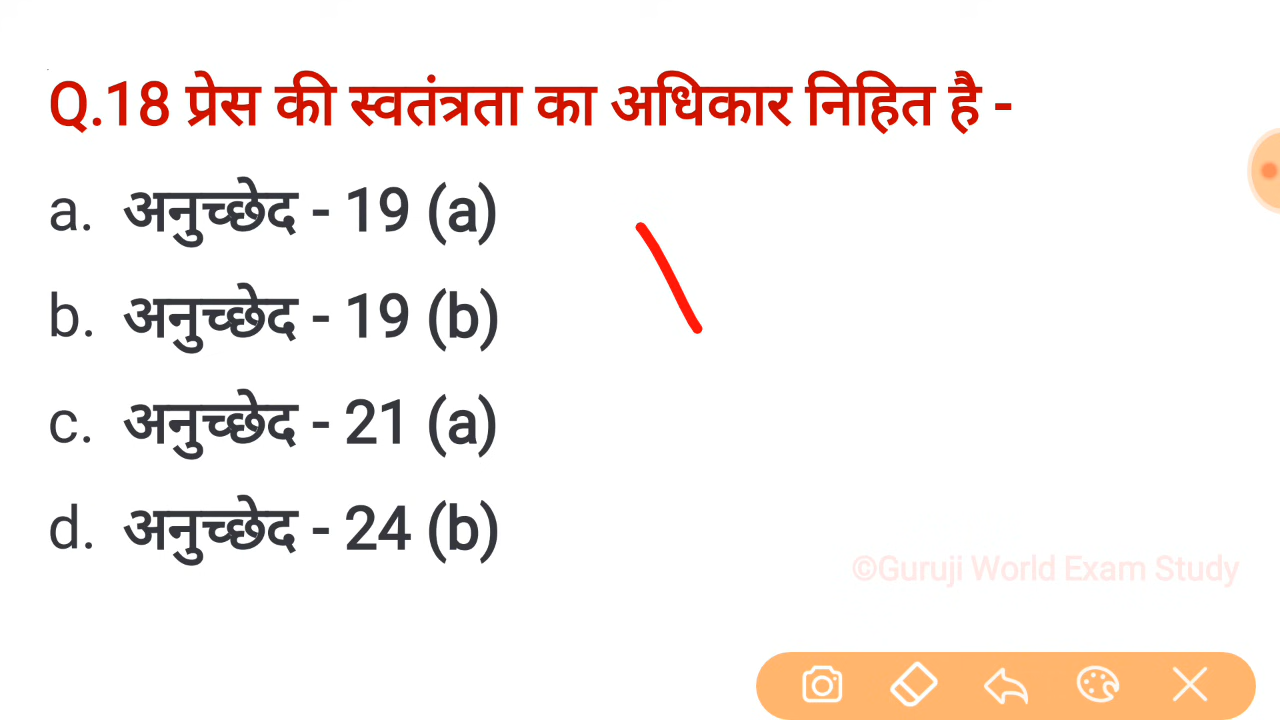 Q.18 प्रेस की स्वतंत्रता का अधिकार निहित है -
a. अनुच्छेद - 19 (a)
b. अनुच्छेद - 19 (b)
c. अनुच्छेद - 21 (a)
d. अनुच्छेद - 24 (b)
©Guruji World Exam Study